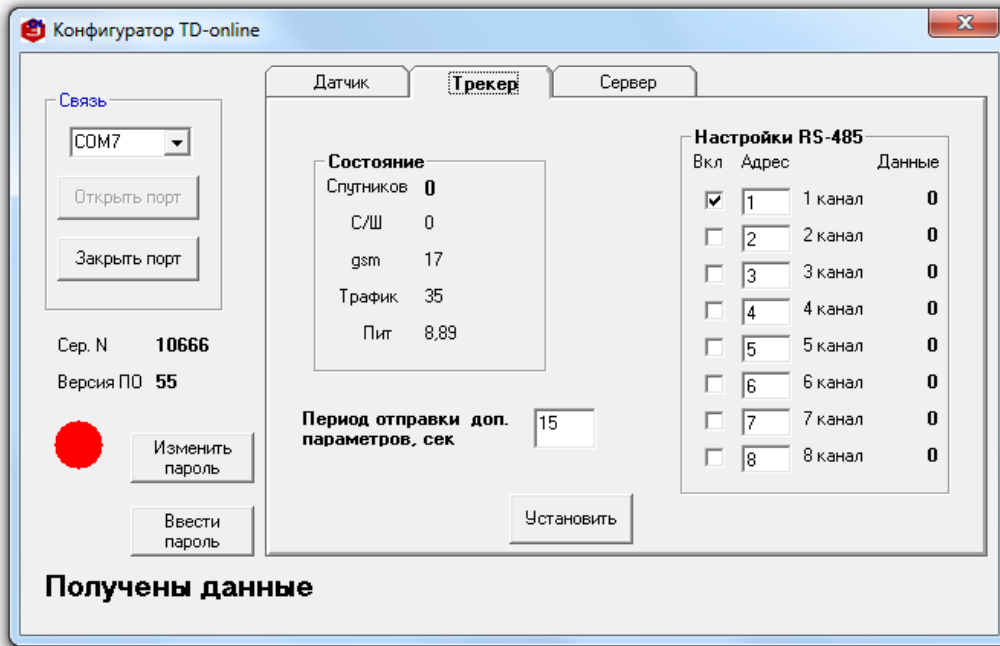 Конфигуратор TD-online
Связь
COM7
Открыть порт
Закрыть порт
Сер. N 10666
Версия ПО 55
Изменить
пароль
Ввести
пароль
Датчик Трекер Сервер
Состояние
Спутников 0
С/Ш 0
gsm 17
Трафик 35
Пит 8,89
Период отправки доп.
параметров, сек 15
Настройки RS-485
Вкл Адрес Данные
1 1 канал 0
2 2 канал 0
3 3 канал 0
4 4 канал 0
5 5 канал 0
6 6 канал 0
7 7 канал 0
8 8 канал 0
Установить
Получены данные